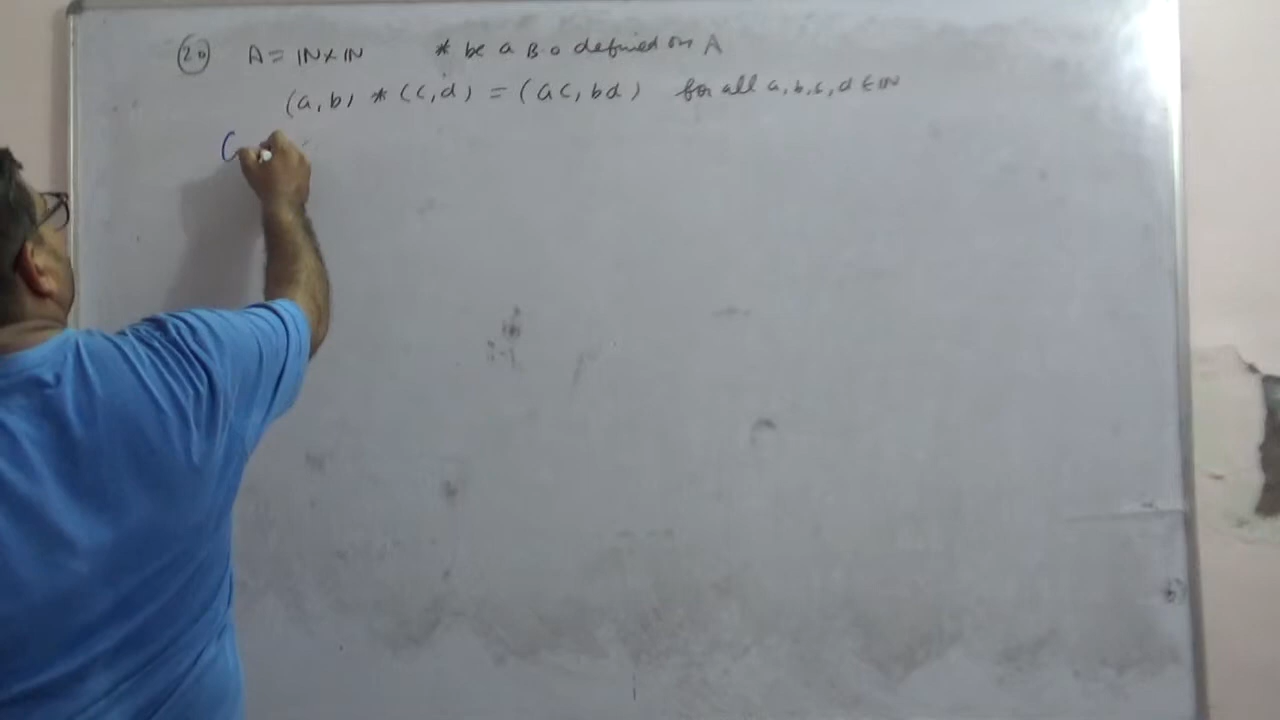 20 A = IN×IN * be a B o defined on A
(a, b) * (c, d) = (ac, bd) for all a, b, c, d ∈ IN
(